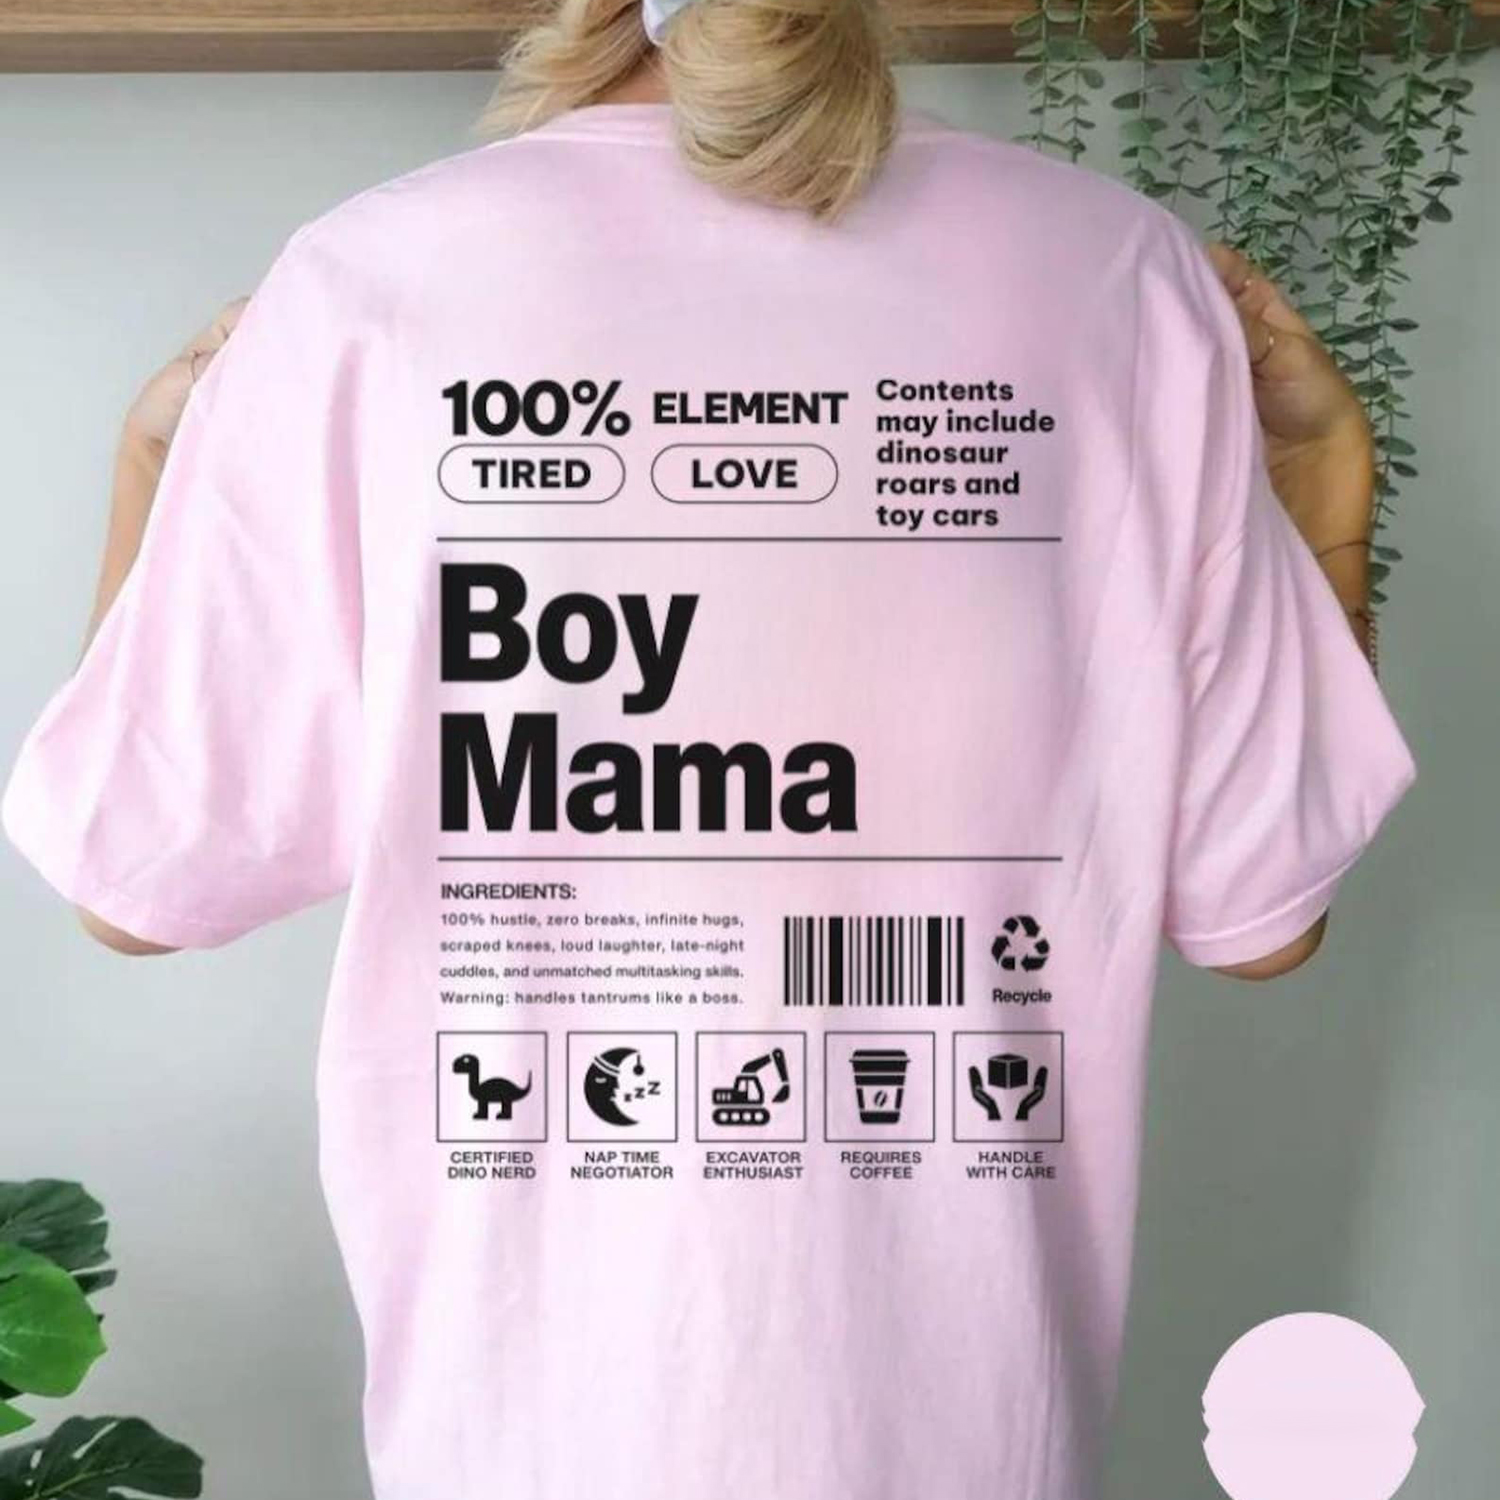 100%
TIRED
ELEMENT
LOVE
Contents
may include
dinosaur
roars and
toy cars
Boy
Mama
INGREDIENTS:
100% hustle, zero breaks, infinite hugs,
scraped knees, loud laughter, late-night
cuddles, and unmatched multitasking skills.
Warning: handles tantrums like a boss.
Recycle
zzz
CERTIFIED
DINO NERD
NAP TIME
NEGOTIATOR
EXCAVATOR
ENTHUSIAST
REQUIRES
COFFEE
HANDLE
WITH CARE